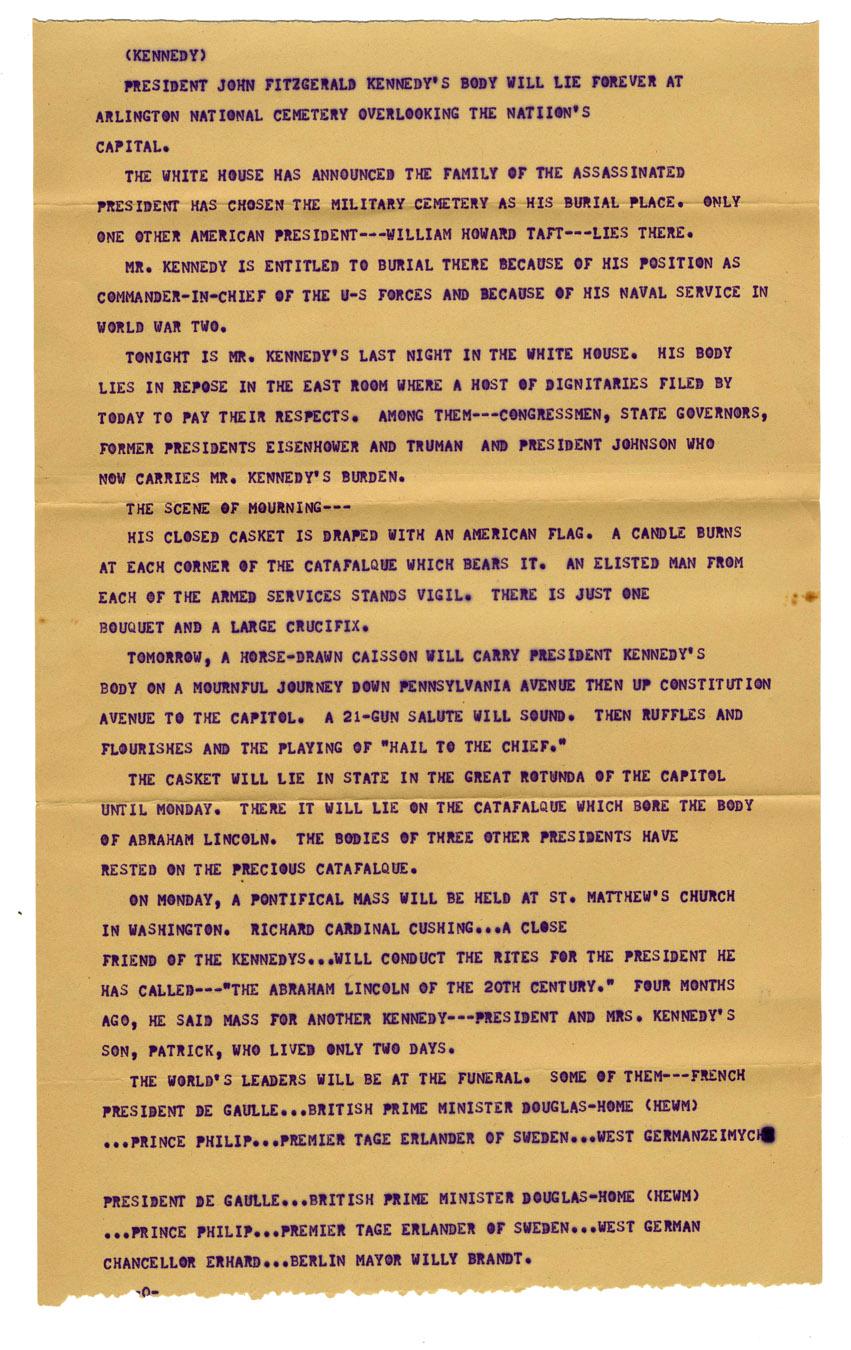 (KENNEDY)
PRESIDENT JOHN FITZGERALD KENNEDY'S BODY WILL LIE FOREVER AT
ARLINGTON NATIONAL CEMETERY OVERLOOKING THE NATIION'S
CAPITAL.
THE WHITE HOUSE HAS ANNOUNCED THE FAMILY OF THE ASSASSINATED
PRESIDENT HAS CHOSEN THE MILITARY CEMETERY AS HIS BURIAL PLACE. ONLY
ONE OTHER AMERICAN PRESIDENT---WILLIAM HOWARD TAFT---LIES THERE.
MR. KENNEDY IS ENTITLED TO BURIAL THERE BECAUSE OF HIS POSITION AS
COMMANDER-IN-CHIEF OF THE U-S FORCES AND BECAUSE OF HIS NAVAL SERVICE IN
WORLD WAR TWO.
TONIGHT IS MR. KENNEDY'S LAST NIGHT IN THE WHITE HOUSE. HIS BODY
LIES IN REPOSE IN THE EAST ROOM WHERE A HOST OF DIGNITARIES FILED BY
TODAY TO PAY THEIR RESPECTS. AMONG THEM---CONGRESSMEN, STATE GOVERNORS,
FORMER PRESIDENTS EISENHOWER AND TRUMAN AND PRESIDENT JOHNSON WHO
NOW CARRIES MR. KENNEDY'S BURDEN.
THE SCENE OF MOURNING---
HIS CLOSED CASKET IS DRAPED WITH AN AMERICAN FLAG. A CANDLE BURNS
AT EACH CORNER OF THE CATAFALQUE WHICH BEARS IT. AN ELISTED MAN FROM
EACH OF THE ARMED SERVICES STANDS VIGIL. THERE IS JUST ONE
BOUQUET AND A LARGE CRUCIFIX.
TOMORROW, A HORSE-DRAWN CAISSON WILL CARRY PRESIDENT KENNEDY'S
BODY ON A MOURNFUL JOURNEY DOWN PENNSYLVANIA AVENUE THEN UP CONSTITUTION
AVENUE TO THE CAPITOL. A 21-GUN SALUTE WILL SOUND. THEN RUFFLES AND
FLOURISHES AND THE PLAYING OF "HAIL TO THE CHIEF."
THE CASKET WILL LIE IN STATE IN THE GREAT ROTUNDA OF THE CAPITOL
UNTIL MONDAY. THERE IT WILL LIE ON THE CATAFALQUE WHICH BORE THE BODY
OF ABRAHAM LINCOLN. THE BODIES OF THREE OTHER PRESIDENTS HAVE
RESTED ON THE PRECIOUS CATAFALQUE.
ON MONDAY, A PONTIFICAL MASS WILL BE HELD AT ST. MATTHEW'S CHURCH
IN WASHINGTON. RICHARD CARDINAL CUSHING...A CLOSE
FRIEND OF THE KENNEDYS...WILL CONDUCT THE RITES FOR THE PRESIDENT HE
HAS CALLED---"THE ABRAHAM LINCOLN OF THE 20TH CENTURY." FOUR MONTHS
AGO, HE SAID MASS FOR ANOTHER KENNEDY---PRESIDENT AND MRS. KENNEDY'S
SON, PATRICK, WHO LIVED ONLY TWO DAYS.
THE WORLD'S LEADERS WILL BE AT THE FUNERAL. SOME OF THEM---FRENCH
PRESIDENT DE GAULLE...BRITISH PRIME MINISTER DOUGLAS-HOME (HEWM)
...PRINCE PHILIP...PREMIER TAGE ERLANDER OF SWEDEN...WEST
PRESIDENT DE GAULLE...BRITISH PRIME MINISTER DOUGLAS-HOME (HEWM)
...PRINCE PHILIP...PREMIER TAGE ERLANDER OF SWEDEN...WEST GERMAN
CHANCELLOR ERHARD...BERLIN MAYOR WILLY BRANDT.
-0-